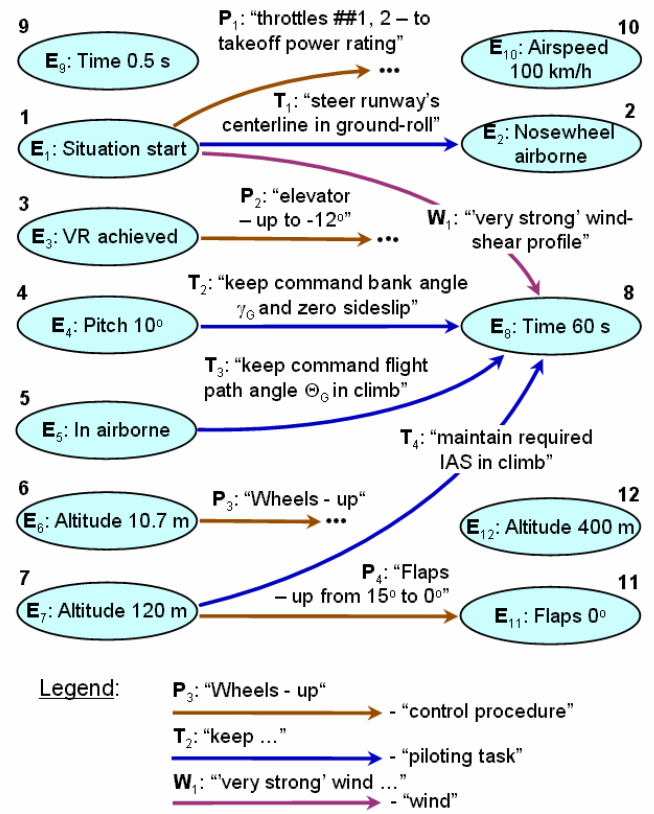 9
P1: “throttles ##1, 2 – to
takeoff power rating”
10
E9: Time 0.5 s
...
E10: Airspeed
100 km/h
1
T1: “steer runway’s
centerline in ground-roll”
2
E1: Situation start
E2: Nosewheel
airborne
3
P2: “elevator
– up to -12o”
W1: “’very strong’ wind-
shear profile”
E3: VR achieved
...
4
T2: “keep command bank angle
γG and zero sideslip”
8
E4: Pitch 10o
E8: Time 60 s
T3: “keep command flight
path angle ΘG in climb”
5
E5: In airborne
T4: “maintain required
IAS in climb”
6
P3: “Wheels - up“
12
E6: Altitude 10.7 m
...
E12: Altitude 400 m
7
P4: “Flaps
– up from 15o to 0o”
11
E7: Altitude 120 m
E11: Flaps 0o
Legend:
P3: “Wheels - up“
- “control procedure”
T2: “keep …”
- “piloting task”
W1: “’very strong’ wind …”
- “wind”